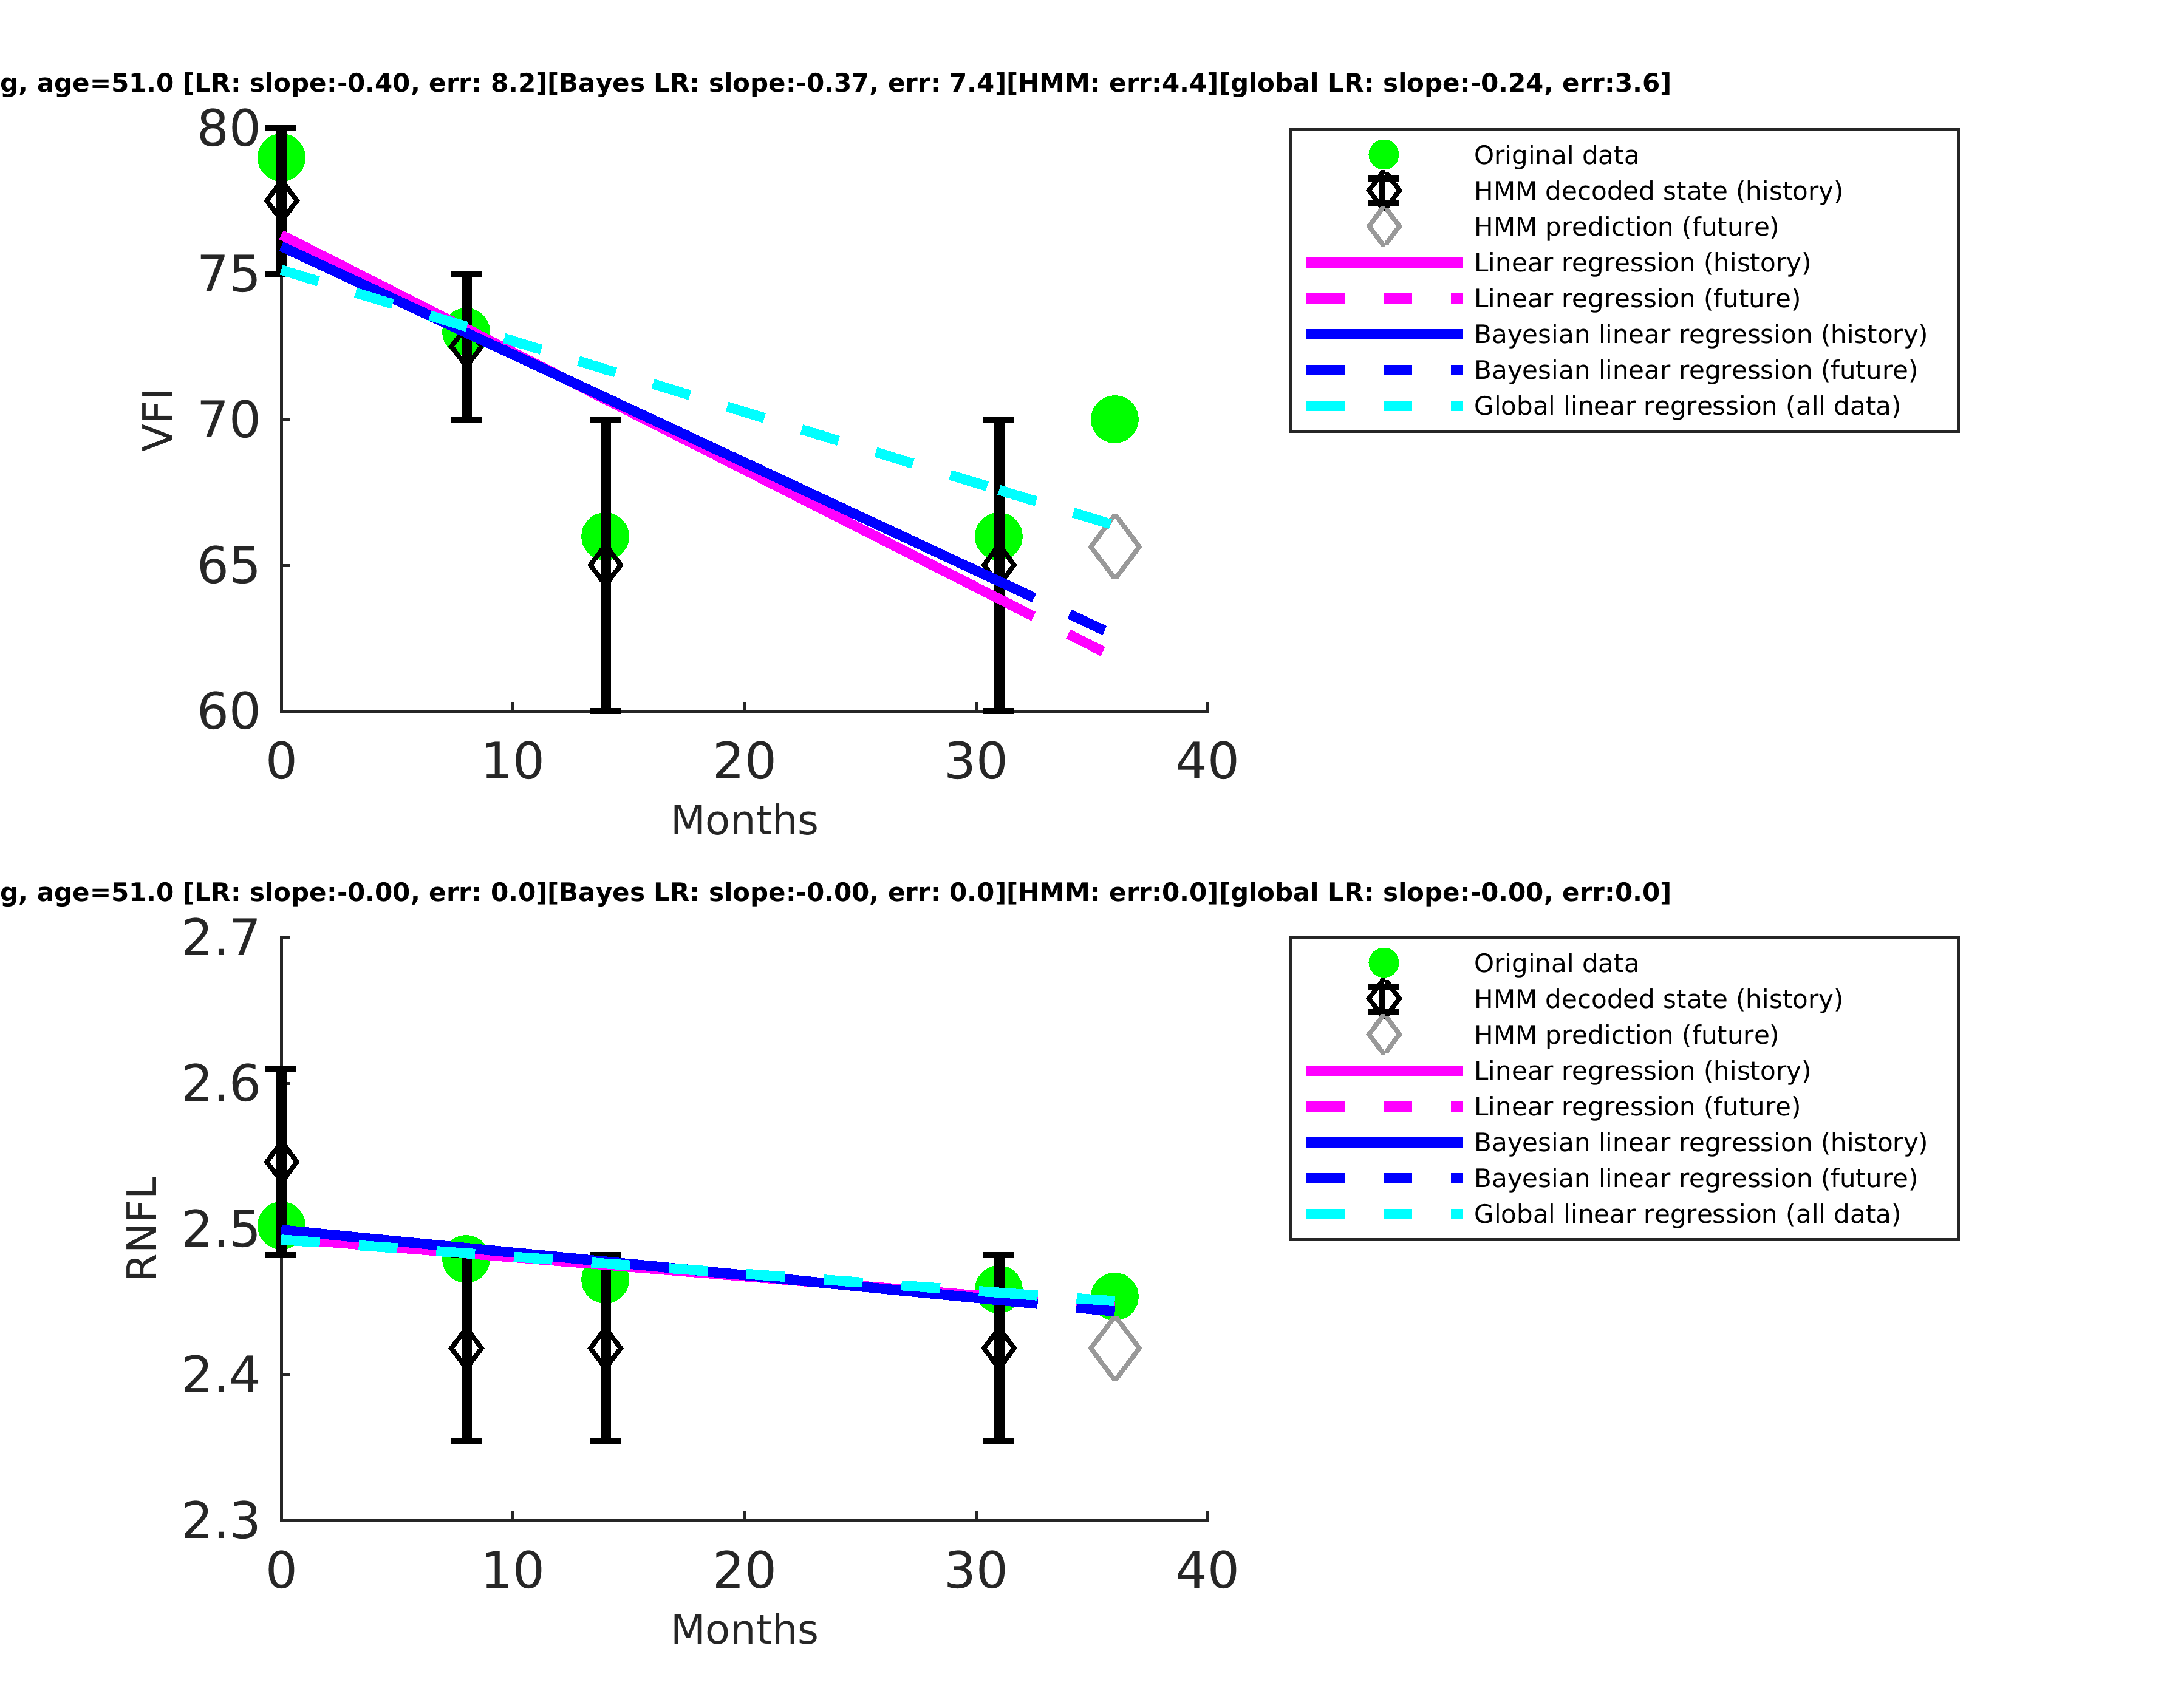 g, age=51.0 [LR: slope:-0.40, err: 8.2][Bayes LR: slope:-0.37, err: 7.4][HMM: err:4.4][global LR: slope:-0.24, err:3.6]
80
75
70
65
60
VFI
0 10 20 30 40
Months
Original data
HMM decoded state (history)
HMM prediction (future)
Linear regression (history)
Linear regression (future)
Bayesian linear regression (history)
Bayesian linear regression (future)
Global linear regression (all data)
g, age=51.0 [LR: slope:-0.00, err: 0.0][Bayes LR: slope:-0.00, err: 0.0][HMM: err:0.0][global LR: slope:-0.00, err:0.0]
2.7
2.6
2.5
2.4
2.3
RNFL
0 10 20 30 40
Months
Original data
HMM decoded state (history)
HMM prediction (future)
Linear regression (history)
Linear regression (future)
Bayesian linear regression (history)
Bayesian linear regression (future)
Global linear regression (all data)